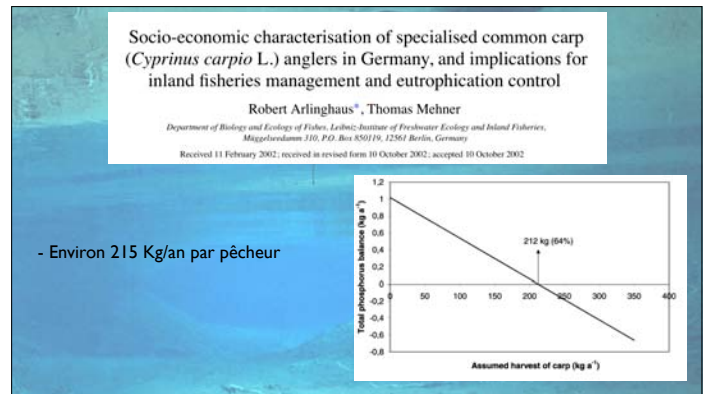 Socio-economic characterisation of specialised common carp
(Cyprinus carpio L.) anglers in Germany, and implications for
inland fisheries management and eutrophication control
Robert Arlinghaus*, Thomas Mehner
Department of Biology and Ecology of Fishes, Leibniz-Institute of Freshwater Ecology and Inland Fisheries,
Müggelseedamm 310, P.O. Box 850119, 12561 Berlin, Germany
Received 11 February 2002; received in revised form 10 October 2002; accepted 10 October 2002
- Environ 215 Kg/an par pêcheur
Total phosphorus balance (kg a⁻¹)
1,2
1
0,8
0,6
0,4
0,2
0
-0,2
-0,4
-0,6
-0,8
212 kg (64%)
0 50 100 150 200 250 300 350 400
Assumed harvest of carp (kg a⁻¹)